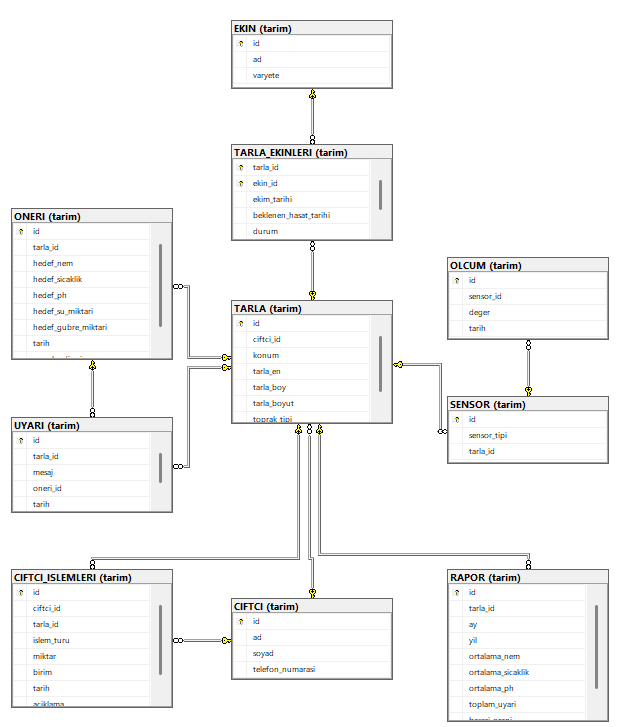 EKIN (tarim)
id
ad
varyete
TARLA_EKINLERI (tarim)
tarla_id
ekin_id
ekim_tarihi
beklenen_hasat_tarihi
durum
ONERI (tarim)
id
tarla_id
hedef_nem
hedef_sicaklik
hedef_ph
hedef_su_miktari
hedef_gubre_miktari
tarih
OLCUM (tarim)
id
sensor_id
deger
tarih
TARLA (tarim)
id
ciftci_id
konum
tarla_en
tarla_boy
tarla_boyut
toprak_tipi
SENSOR (tarim)
id
sensor_tipi
tarla_id
UYARI (tarim)
id
tarla_id
mesaj
oneri_id
tarih
CIFTCI_ISLEMLERI (tarim)
id
ciftci_id
tarla_id
islem_turu
miktar
birim
tarih
aciklama
CIFTCI (tarim)
id
ad
soyad
telefon_numarasi
RAPOR (tarim)
id
tarla_id
ay
yil
ortalama_nem
ortalama_sicaklik
ortalama_ph
toplam_uyari